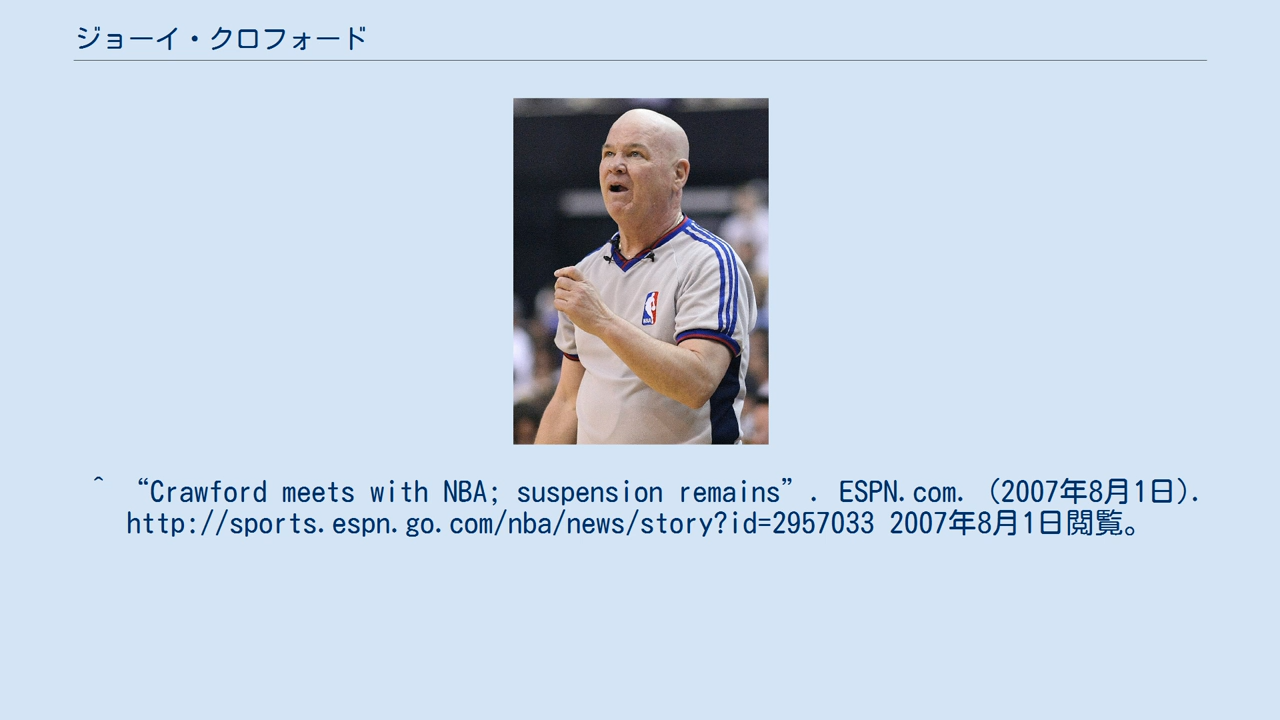 ジョーイ・クロフォード
^ “Crawford meets with NBA; suspension remains”. ESPN.com. (2007年8月1日).
http://sports.espn.go.com/nba/news/story?id=2957033 2007年8月1日閲覧。
NBA